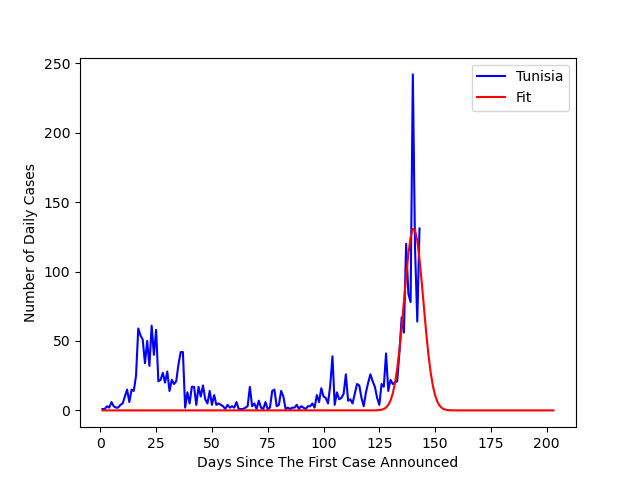 250
200
150
100
50
0
Number of Daily Cases
Tunisia
Fit
0 25 50 75 100 125 150 175 200
Days Since The First Case Announced